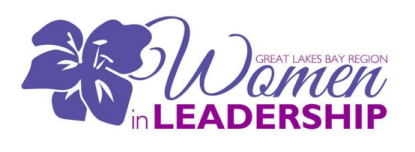 GREAT LAKES BAY REGION
Women
in LEADERSHIP